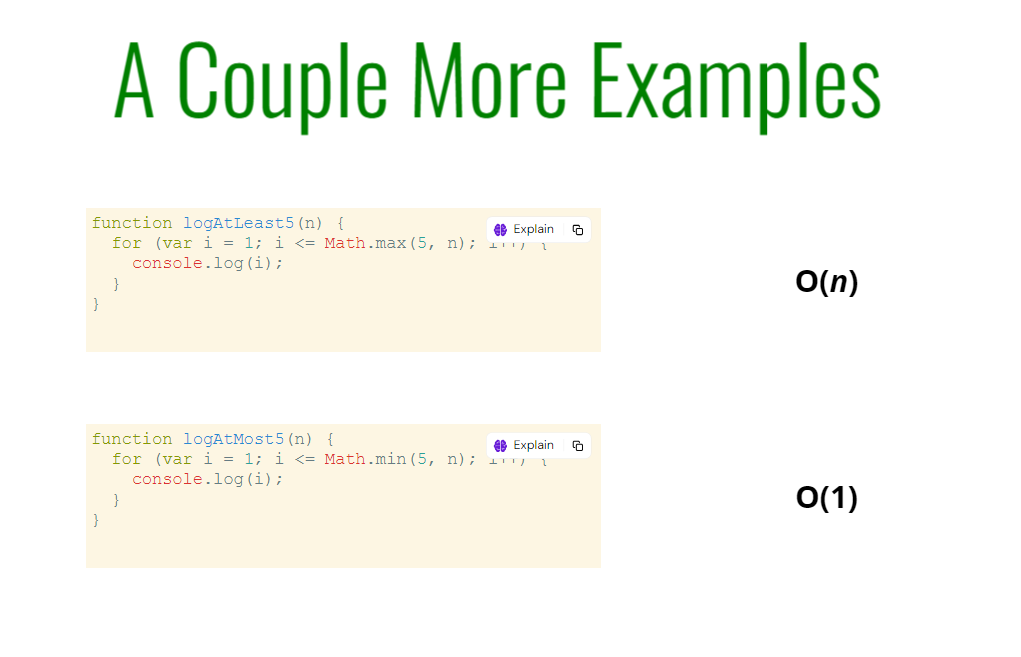 A Couple More Examples
function logAtLeast5(n) {
  for (var i = 1; i <= Math.max(5, n); i++) {
    console.log(i);
  }
}
Explain
O(n)
function logAtMost5(n) {
  for (var i = 1; i <= Math.min(5, n); i++) {
    console.log(i);
  }
}
Explain
O(1)